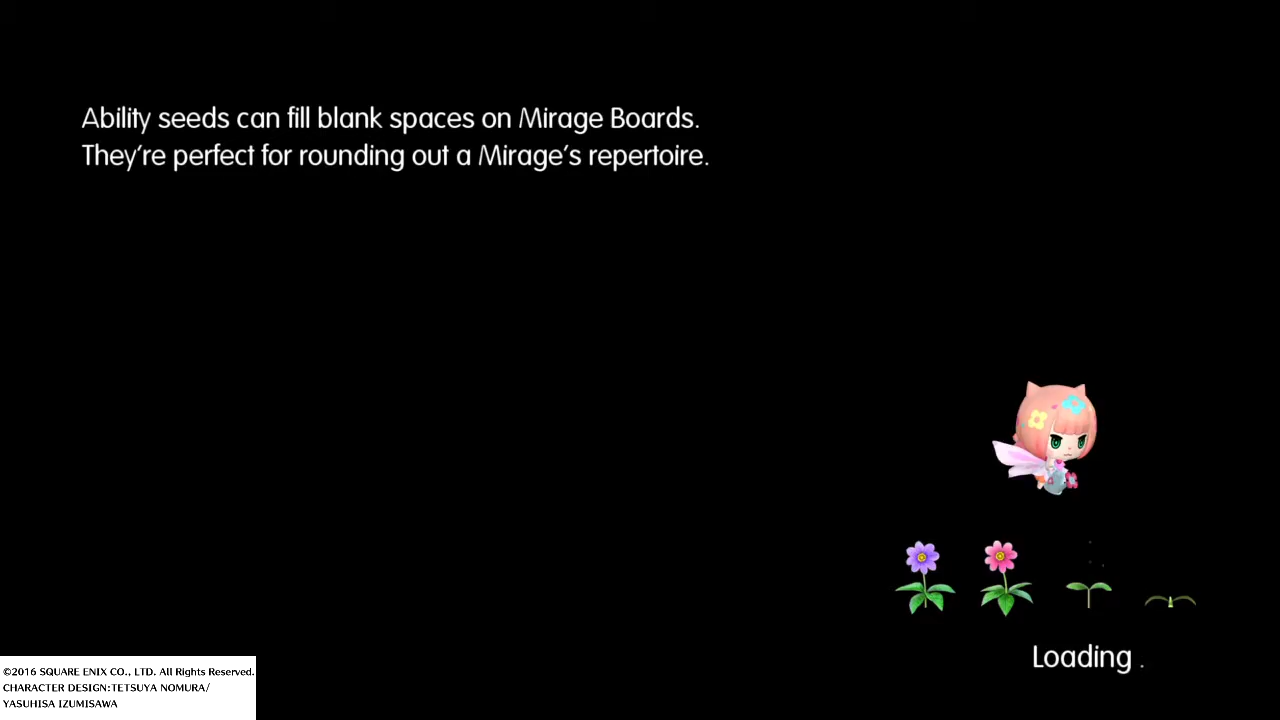 Ability seeds can fill blank spaces on Mirage Boards.
They're perfect for rounding out a Mirage's repertoire.
Loading .
©2016 SQUARE ENIX CO., LTD. All Rights Reserved.
CHARACTER DESIGN:TETSUYA NOMURA/
YASUHISA IZUMISAWA